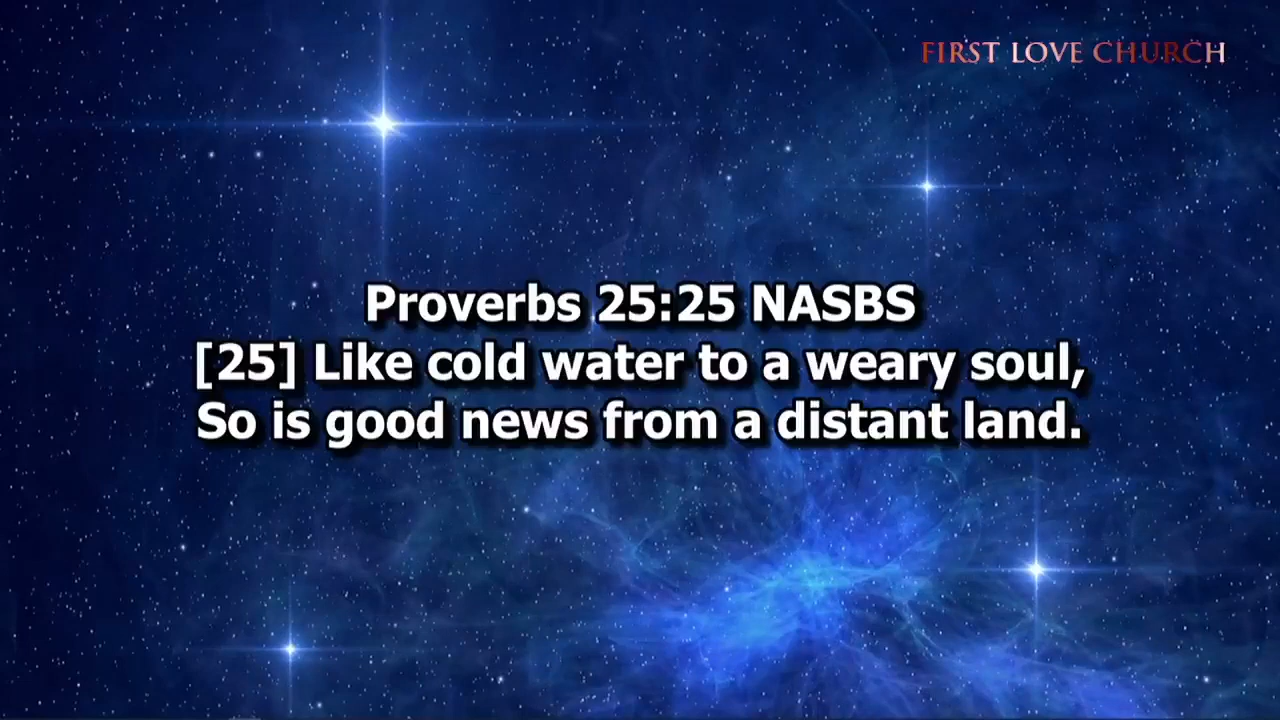 FIRST LOVE CHURCH
Proverbs 25:25 NASBS
[25] Like cold water to a weary soul,
So is good news from a distant land.